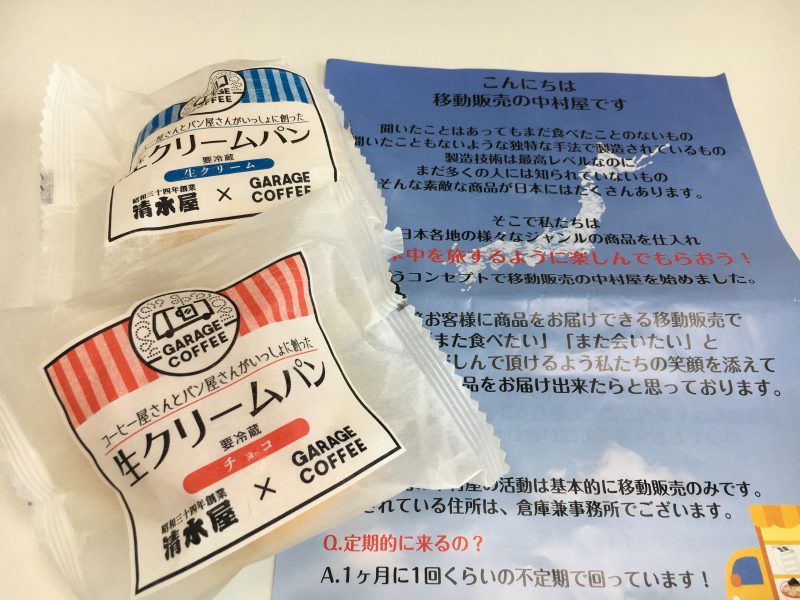 GARAGE
COFFEE
コーヒー屋さんとパン屋さんがいっしょに創った
生クリームパン
要冷蔵
生クリーム
昭和三十四年創業
清水屋
×
GARAGE
COFFEE
GARAGE
COFFEE
コーヒー屋さんとパン屋さんがいっしょに創った
生クリームパン
要冷蔵
チョコ
昭和三十四年創業
清水屋
×
GARAGE
COFFEE
こんにちは
移動販売の中村屋です
聞いたことはあってもまだ食べたことのないもの
聞いたこともないような独特な手法で製造されているもの
製造技術は最高レベルなのに
まだ多くの人には知られていないもの
そんな素敵な商品が日本にはたくさんあります。
そこで私たちは
日本各地の様々なジャンルの商品を仕入れ
中を旅するように楽しんでもらおう！
うコンセプトで移動販売の中村屋を始めました。
お客様に商品をお届けできる移動販売で
また食べたい」「また会いたい」と
しんで頂けるよう私たちの笑顔を添えて
品をお届け出来たらと思っております。
の活動は基本的に移動販売のみです。
されている住所は、倉庫兼事務所でございます。
Q.定期的に来るの？
A.1ヶ月に1回くらいの不定期で回っています！